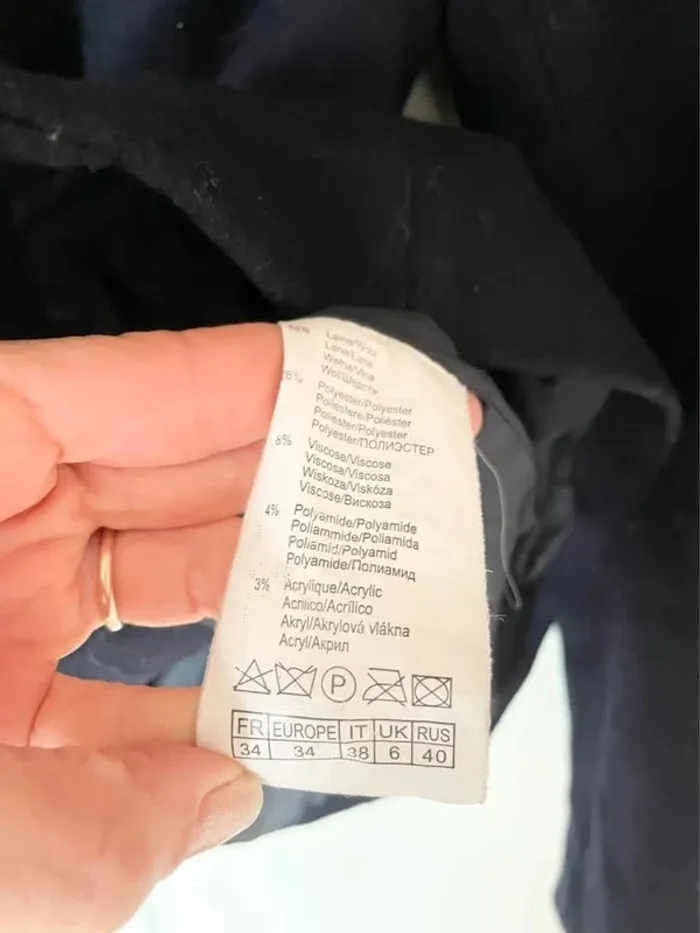 Laine/Wool
Lana/Lana
Wełna/Vlna
Wol/Шерсть
Polyester/Polyester
Poliestere/Poliéster
Poliester/Polyester
Polyester/ПОЛИЭСТЕР
8% Viscose/Viscose
Viscosa/Viscosa
Wiskoza/Viskóza
Viscose/Вискоза
4% Polyamide/Polyamide
Poliammide/Poliamida
Poliamid/Polyamid
Polyamide/Полиамид
3% Acrylique/Acrylic
Acrilico/Acrílico
Akryl/Akrylová vlákna
Acryl/Акрил
P
FR EUROPE IT UK RUS
34 34 38 6 40